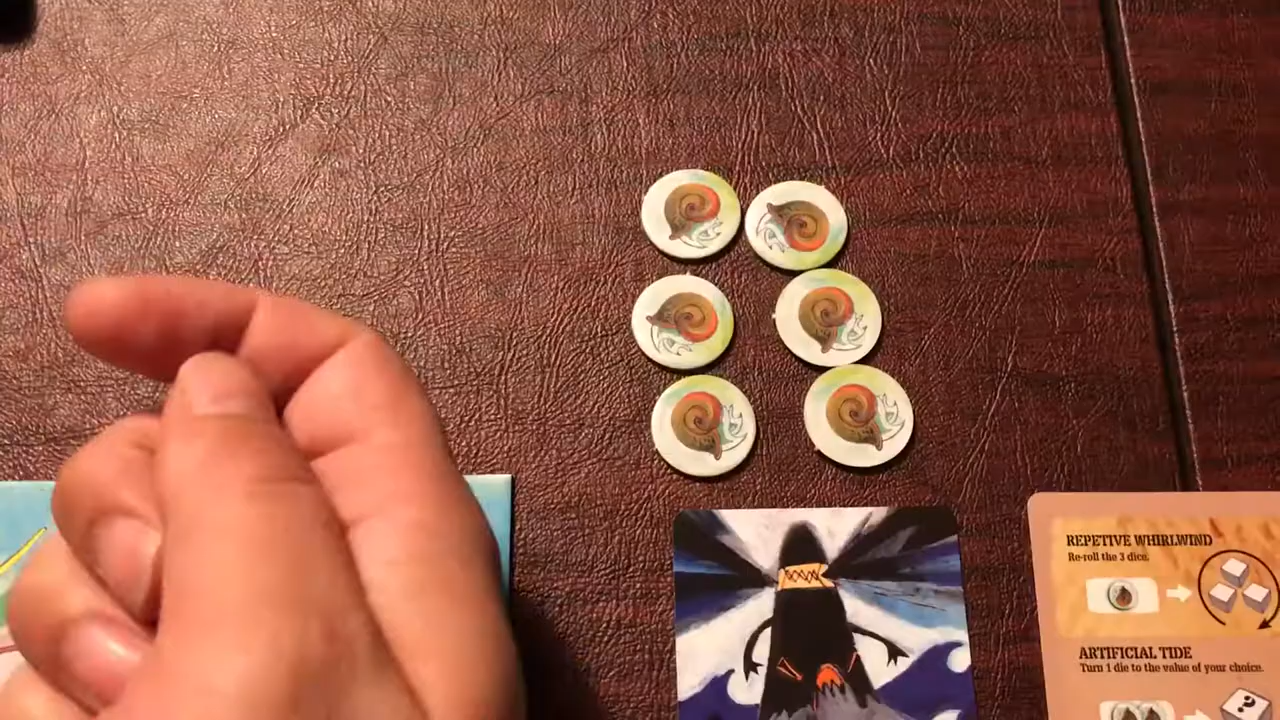 REPETIVE WHIRLWIND
Re-roll the 3 dice.
ARTIFICIAL TIDE
Turn 1 die to the value of your choice.
?